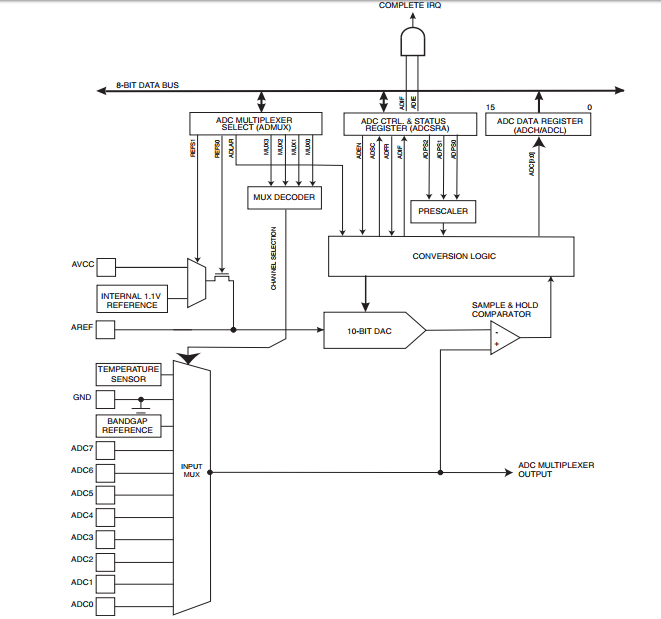 COMPLETE IRQ
8-BIT DATA BUS
ADIF
ADIE
15
0
ADC MULTIPLEXER
SELECT (ADMUX)
ADC CTRL. & STATUS
REGISTER (ADCSRA)
ADC DATA REGISTER
(ADCH/ADCL)
REFS1
REFS0
ADLAR
MUX3
MUX2
MUX1
MUX0
ADEN
ADSC
ADFR
ADIF
ADPS2
ADPS1
ADPS0
ADC[9:0]
MUX DECODER
PRESCALER
CHANNEL SELECTION
CONVERSION LOGIC
AVCC
INTERNAL 1.1V
REFERENCE
SAMPLE & HOLD
COMPARATOR
AREF
10-BIT DAC
-
+
TEMPERATURE
SENSOR
GND
BANDGAP
REFERENCE
ADC7
ADC6
ADC5
ADC4
ADC3
ADC2
ADC1
ADC0
INPUT
MUX
ADC MULTIPLEXER
OUTPUT